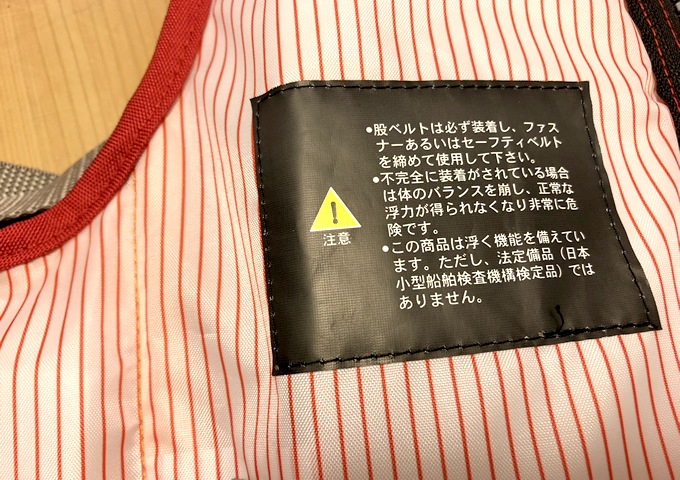 ●股ベルトは必ず装着し、ファス
ナーあるいはセーフティベルト
を締めて使用して下さい。
●不完全に装着がされている場合
は体のバランスを崩し、正常な
浮力が得られなくなり非常に危
険です。
注意
●この商品は浮く機能を備えてい
ます。ただし、法定備品（日本
小型船舶検査機構検定品）では
ありません。